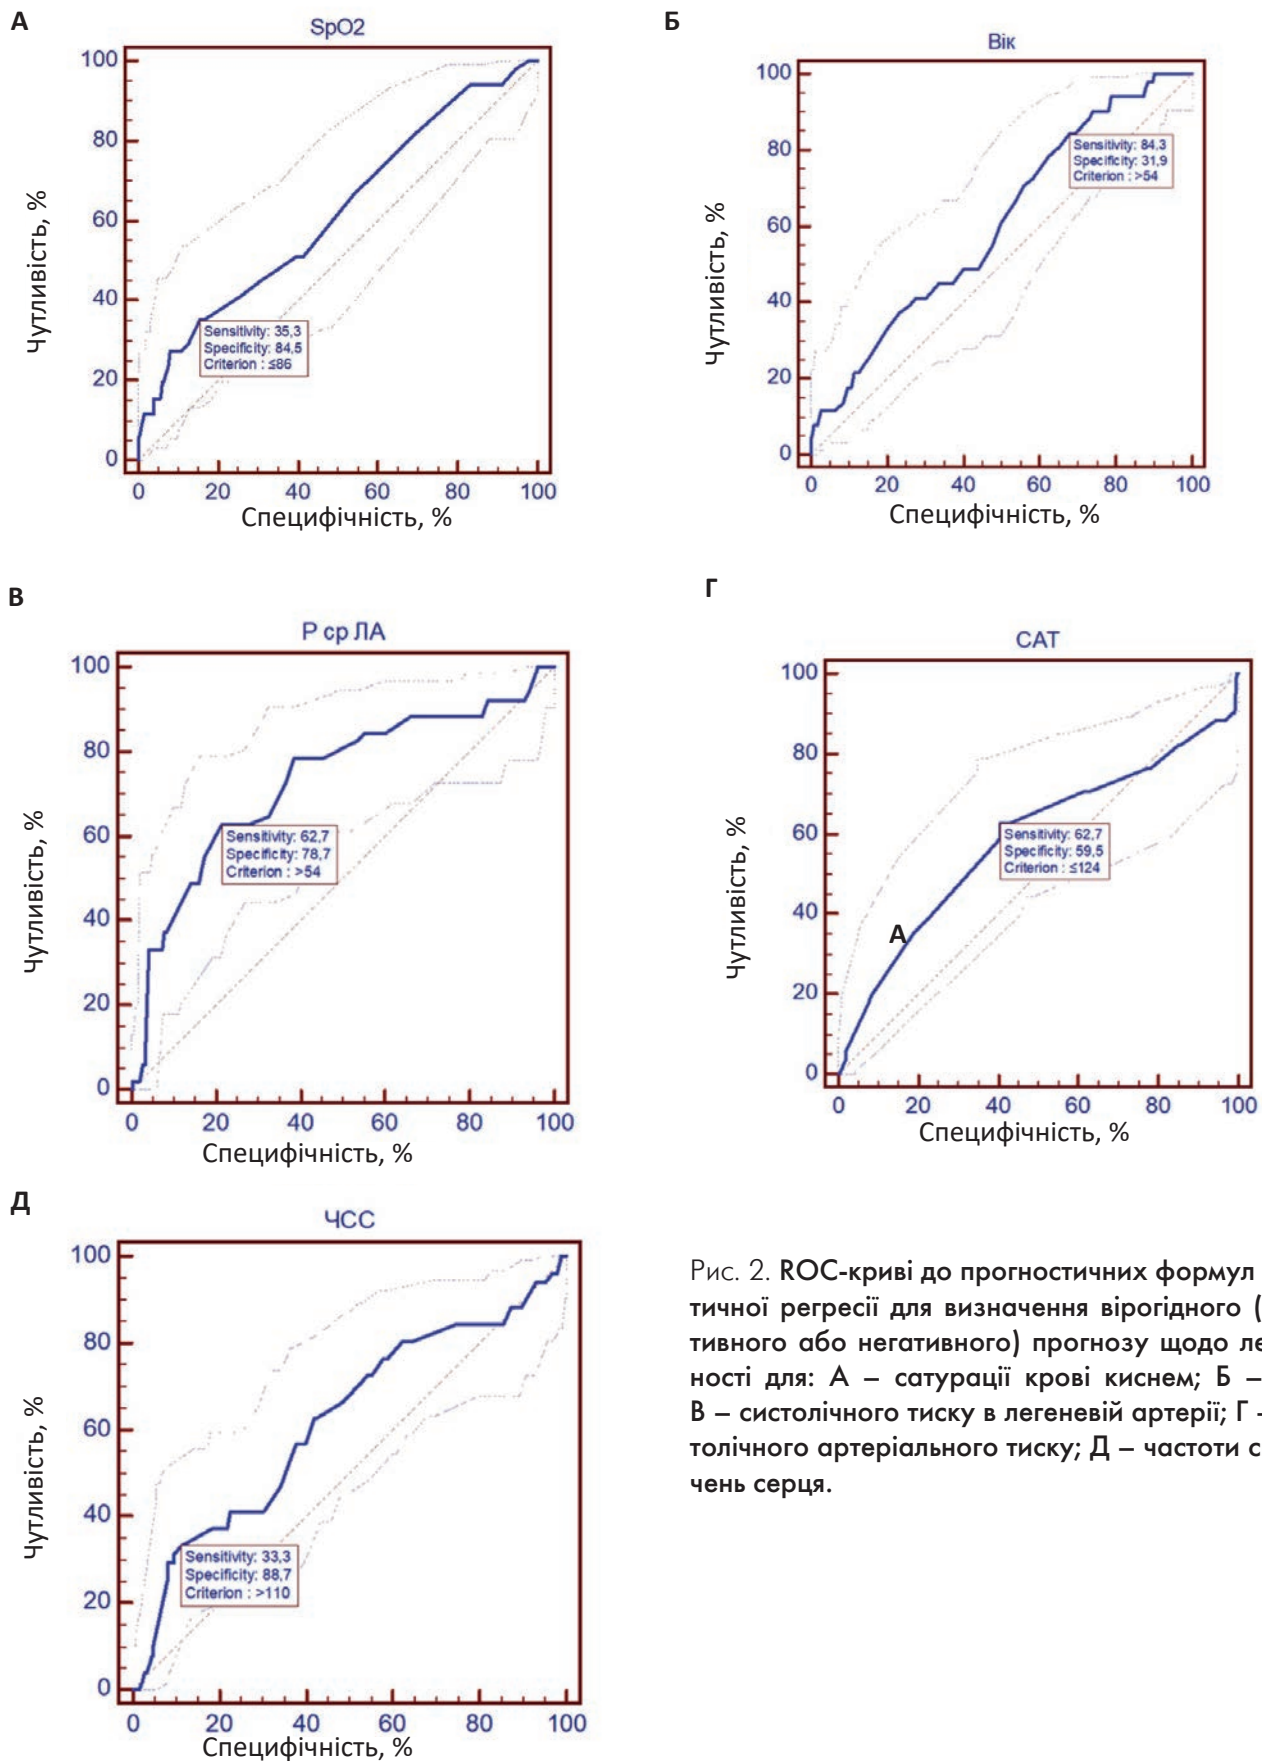 А
SpO2
Чутливість, %
100
80
60
40
20
0
Sensitivity: 35,3
Specificity: 84,5
Criterion : ≤86
0 20 40 60 80 100
Специфічність, %
Б
Вік
Чутливість, %
100
80
60
40
20
0
Sensitivity: 84,3
Specificity: 31,9
Criterion : >54
0 20 40 60 80 100
Специфічність, %
В
Р ср ЛА
Чутливість, %
100
80
60
40
20
0
Sensitivity: 62,7
Specificity: 78,7
Criterion : >54
0 20 40 60 80 100
Специфічність, %
Г
САТ
Чутливість, %
100
80
60
40
20
0
А
Sensitivity: 62,7
Specificity: 59,5
Criterion : ≤124
0 20 40 60 80 100
Специфічність, %
Д
ЧСС
Чутливість, %
100
80
60
40
20
0
Sensitivity: 33,3
Specificity: 88,7
Criterion : >110
0 20 40 60 80 100
Специфічність, %
Рис. 2. ROC-криві до прогностичних формул
тичної регресії для визначення вірогідного (
тивного або негативного) прогнозу щодо ле
ності для: А – сатурації крові киснем; Б –
В – систолічного тиску в легеневій артерії; Г –
толічного артеріального тиску; Д – частоти с
чень серця.